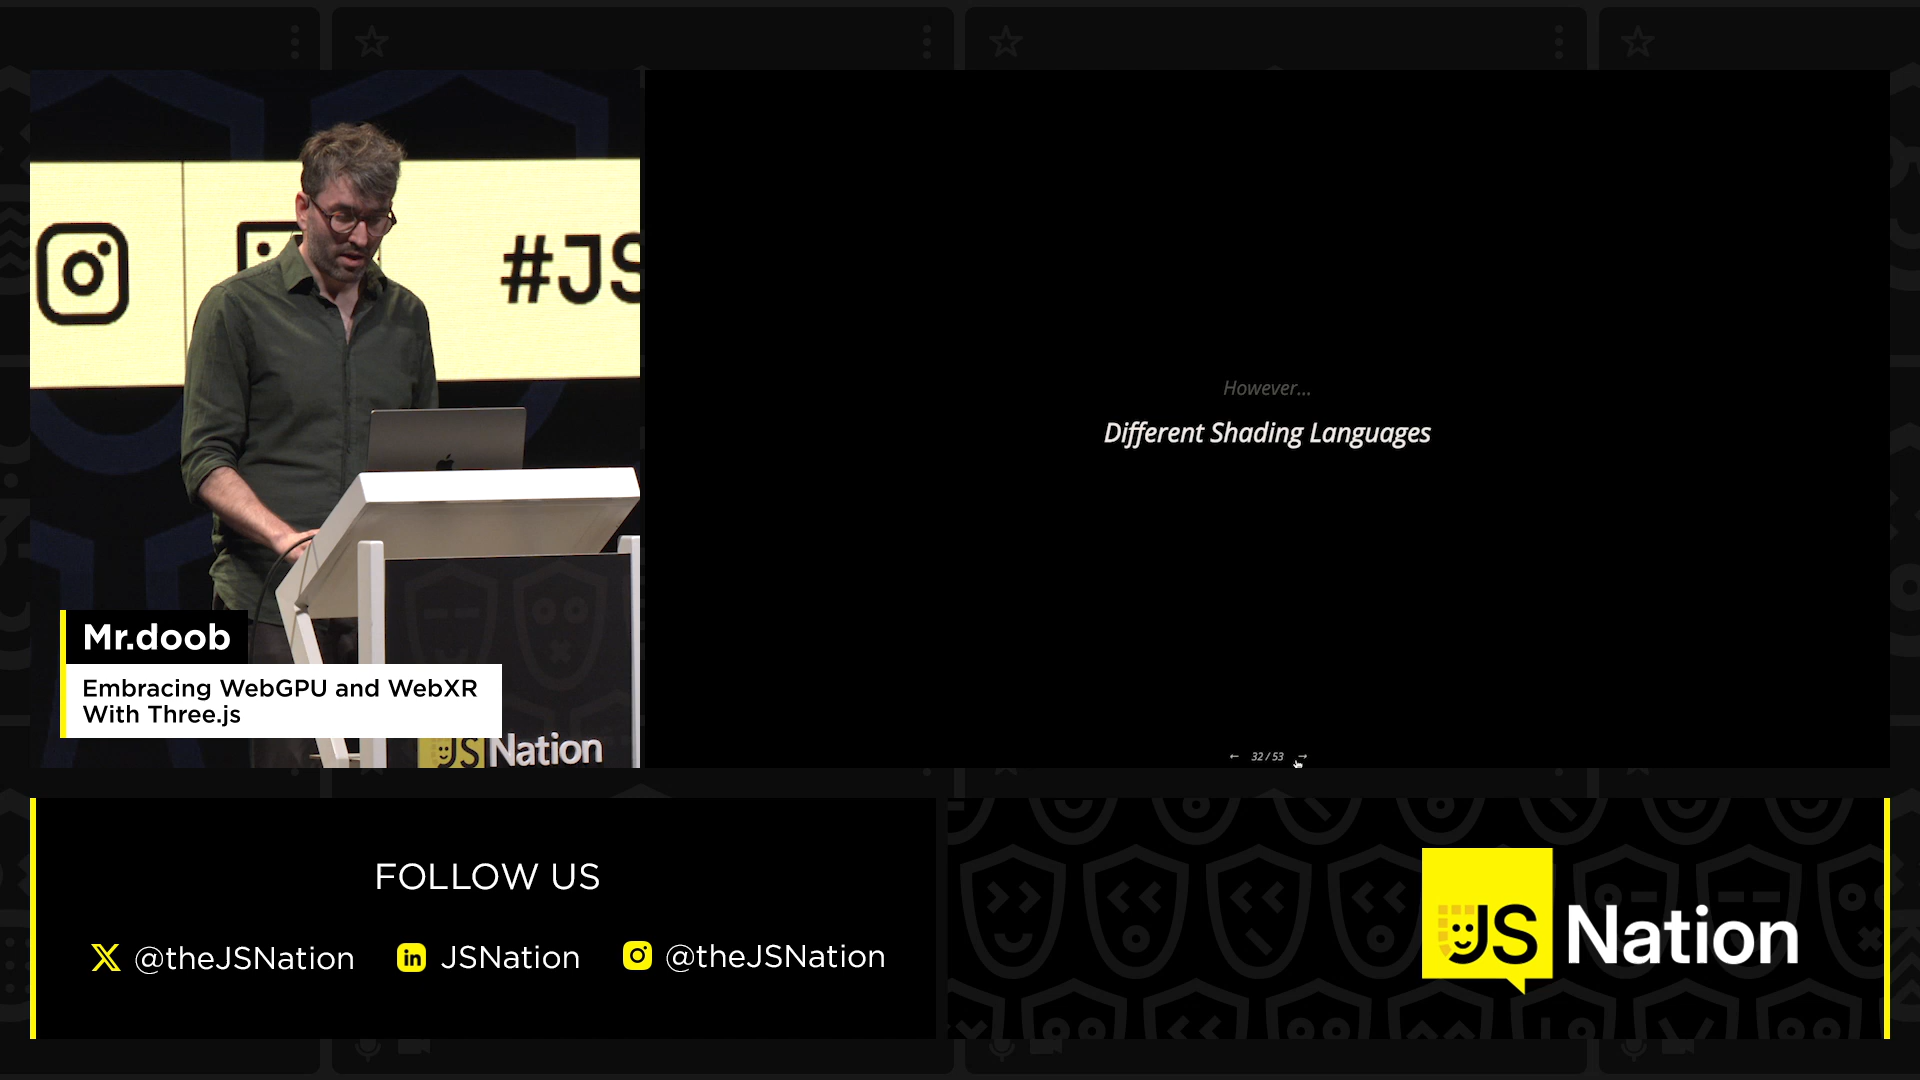 #JS
Mr.doob
Embracing WebGPU and WebXR
With Three.js
JS Nation
However...
Different Shading Languages
← 32 / 53 →
FOLLOW US
@theJSNation
in JSNation
@theJSNation
JS Nation